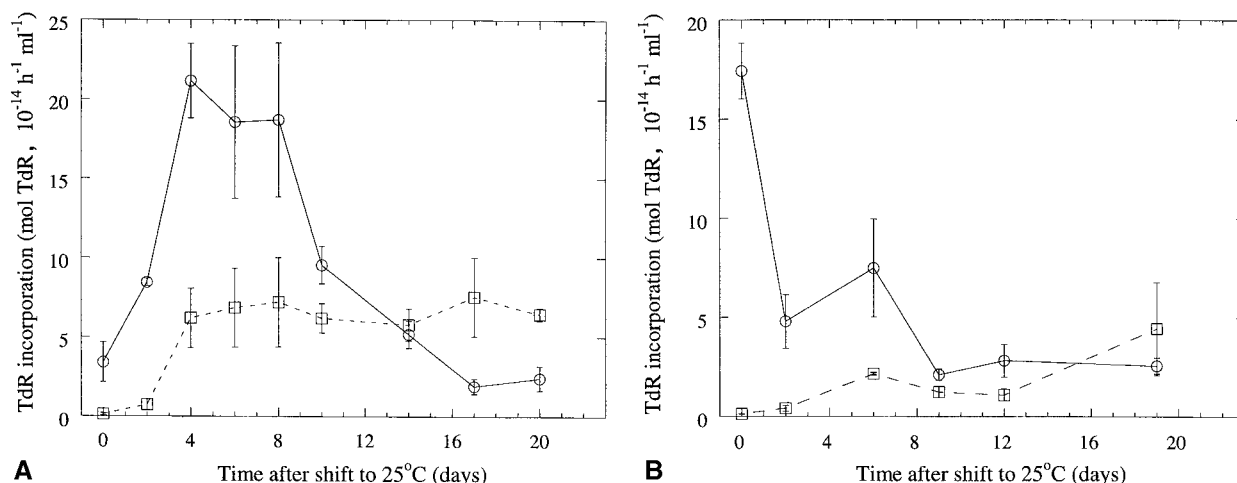 TdR incorporation (mol TdR, 10⁻¹⁴ h⁻¹ ml⁻¹)
25
20
15
10
5
0
0 4 8 12 16 20
Time after shift to 25°C (days)
A
TdR incorporation (mol TdR, 10⁻¹⁴ h⁻¹ ml⁻¹)
20
15
10
5
0
0 4 8 12 16 20
Time after shift to 25°C (days)
B